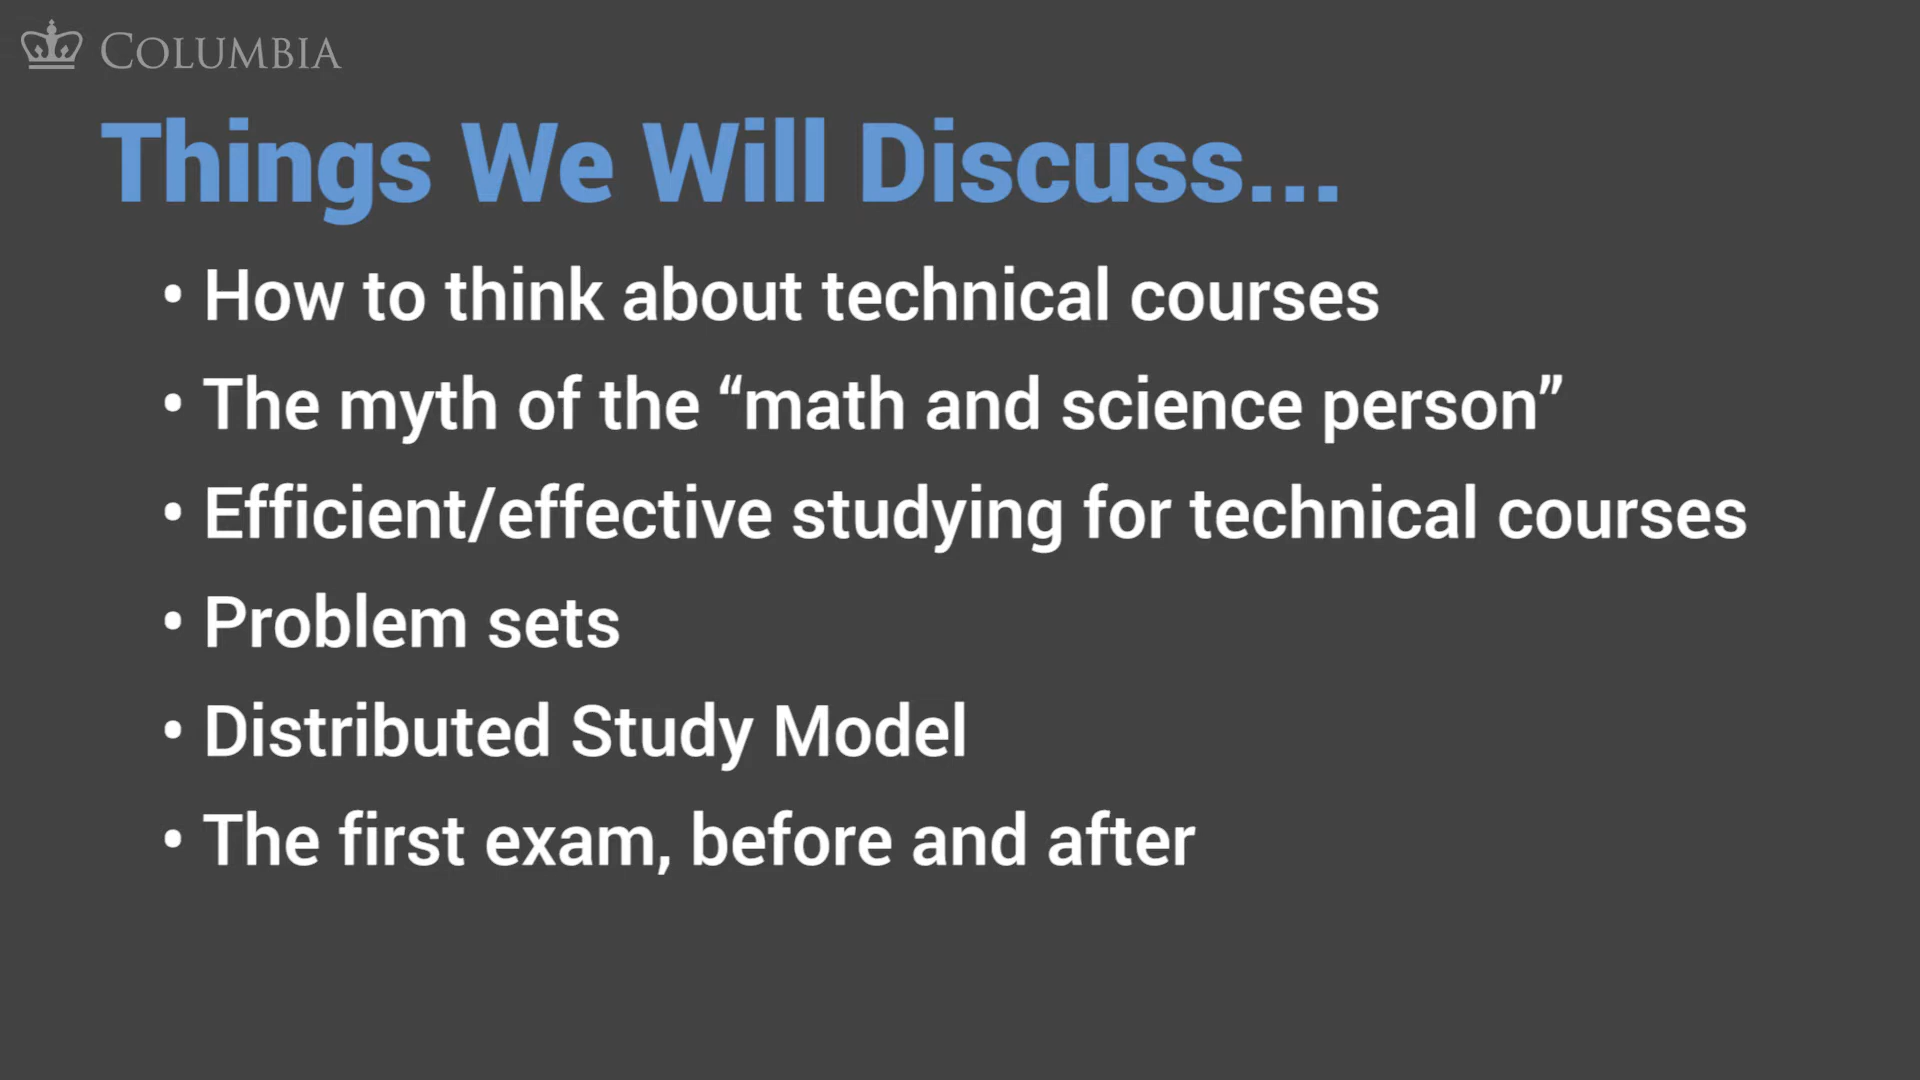 COLUMBIA
Things We Will Discuss...
• How to think about technical courses
• The myth of the “math and science person”
• Efficient/effective studying for technical courses
• Problem sets
• Distributed Study Model
• The first exam, before and after